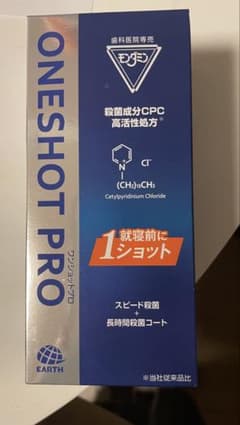 ONESHOT PRO
ワンショットプロ
歯科医院専売
モンダミン
殺菌成分CPC
高活性処方※
N
Cl⁻
(CH₂)₁₅CH₃
Cetylpyridinium Chloride
就寝前に
1ショット
スピード殺菌
+
長時間殺菌コート
EARTH
※当社従来品比